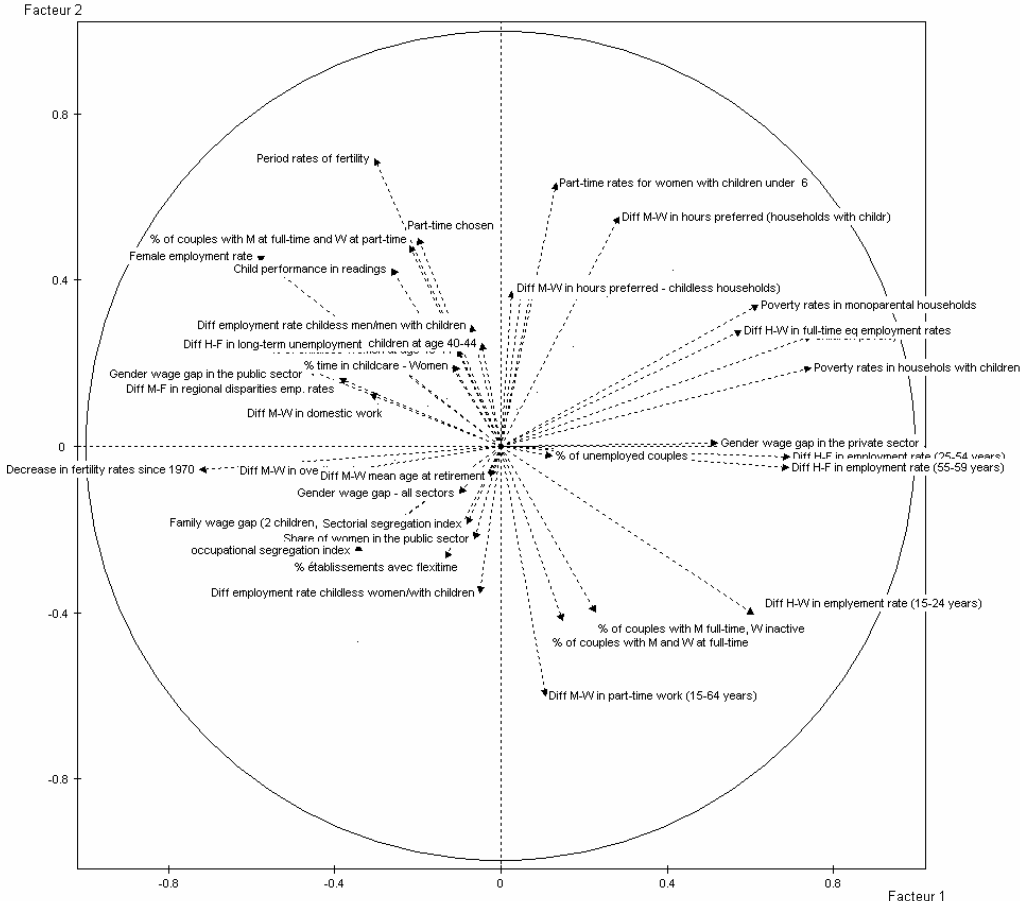 Facteur 2
0.8
Period rates of fertility
Part-time rates for women with children under 6
Diff M-W in hours preferred (households with childr)
Part-time chosen
% of couples with M at full-time and W at part-time
Female employment rate
Child performance in readings
0.4
Diff M-W in hours preferred - childless households)
Poverty rates in monoparental households
Diff employment rate childess men/men with children
Diff H-W in full-time eq employment rates
Diff H-F in long-term unemployment
children at age 40-44
% time in childcare - Women
Poverty rates in househols with children
Gender wage gap in the public sector
Diff M-F in regional disparities emp. rates
Diff M-W in domestic work
0
Gender wage gap in the private sector
% of unemployed couples
Diff H-F in employment rate (25-54 years)
Decrease in fertility rates since 1970
Diff M-W in ove
Diff M-W mean age at retirement
Diff H-F in employment rate (55-59 years)
Gender wage gap - all sectors
Family wage gap (2 children,
Sectorial segregation index
Share of women in the public sector
occupational segregation index
% établissements avec flexitime
Diff employment rate childless women/with children
-0.4
Diff H-W in emplyement rate (15-24 years)
% of couples with M full-time, W inactive
% of couples with M and W at full-time
Diff M-W in part-time work (15-64 years)
-0.8
-0.8
-0.4
0
0.4
0.8
Facteur 1